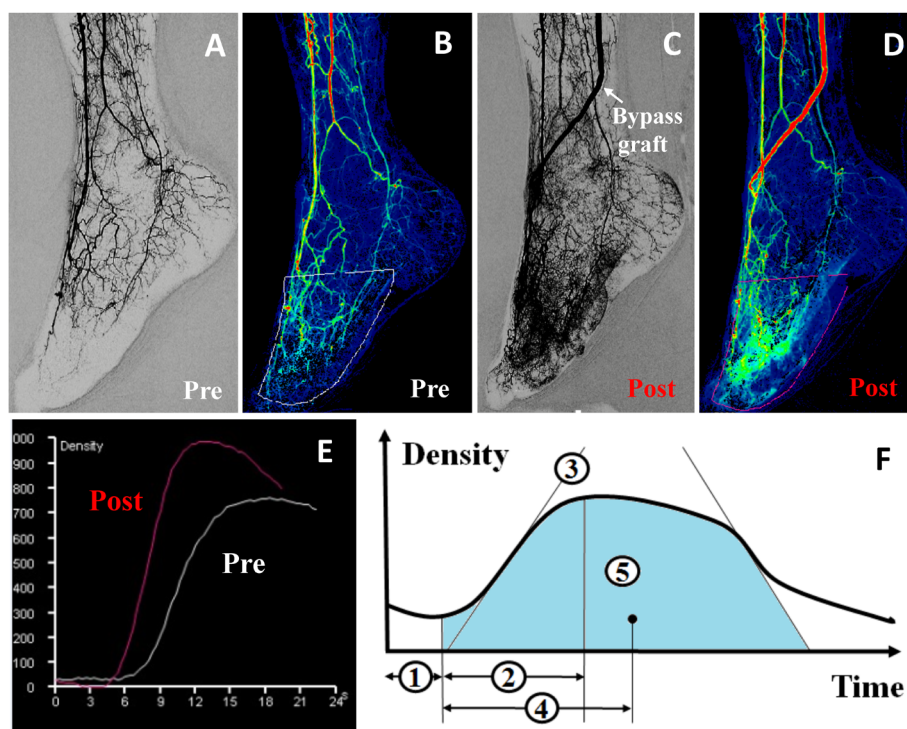 A
B
C
D
Bypass
graft
Pre
Pre
Post
Post
E
Density
000
900
800
700
600
500
400
300
200
100
0
Post
Pre
0 3 6 9 12 15 18 21 24 s
F
Density
③
⑤
①
②
④
Time